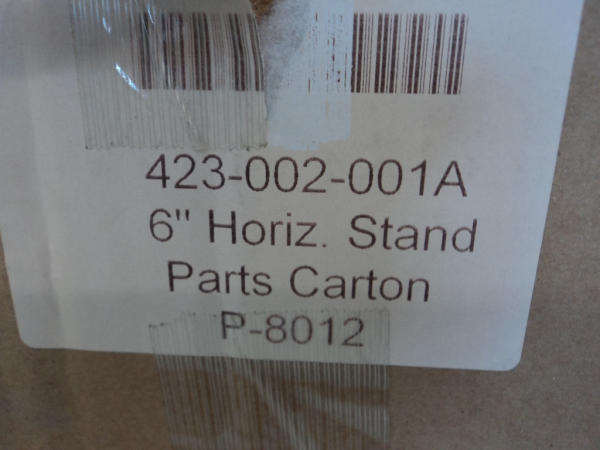 423-002-001A
6" Horiz. Stand
Parts Carton
P-8012